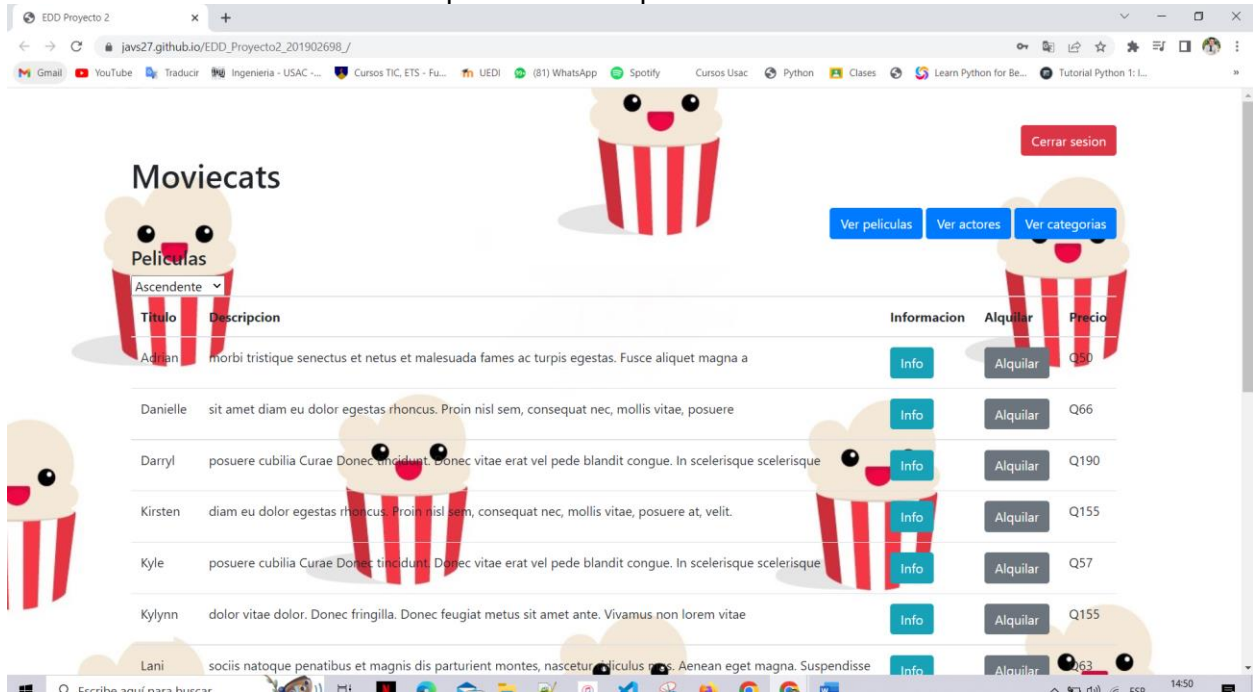 EDD Proyecto 2
javs27.github.io/EDD_Proyecto2_201902698_/
Gmail YouTube Traducir Ingenieria - USAC -... Cursos TIC, ETS - Fu... UEDI (81) WhatsApp Spotify Cursos Usac Python Clases Learn Python for Be... Tutorial Python 1: I...
Cerrar sesion
Moviecats
Ver peliculas Ver actores Ver categorias
Peliculas
Ascendente
Titulo Descripcion Informacion Alquilar Precio
Adrian morbi tristique senectus et netus et malesuada fames ac turpis egestas. Fusce aliquet magna a Info Alquilar Q50
Danielle sit amet diam eu dolor egestas rhoncus. Proin nisl sem, consequat nec, mollis vitae, posuere Info Alquilar Q66
Darryl posuere cubilia Curae Donec tincidunt. Donec vitae erat vel pede blandit congue. In scelerisque scelerisque Info Alquilar Q190
Kirsten diam eu dolor egestas rhoncus. Proin nisl sem, consequat nec, mollis vitae, posuere at, velit. Info Alquilar Q155
Kyle posuere cubilia Curae Donec tincidunt. Donec vitae erat vel pede blandit congue. In scelerisque scelerisque Info Alquilar Q57
Kylynn dolor vitae dolor. Donec fringilla. Donec feugiat metus sit amet ante. Vivamus non lorem vitae Info Alquilar Q155
Lani sociis natoque penatibus et magnis dis parturient montes, nascetur ridiculus mus. Aenean eget magna. Suspendisse Info Alquilar Q63
Escribe aquí para buscar ESP 14:50